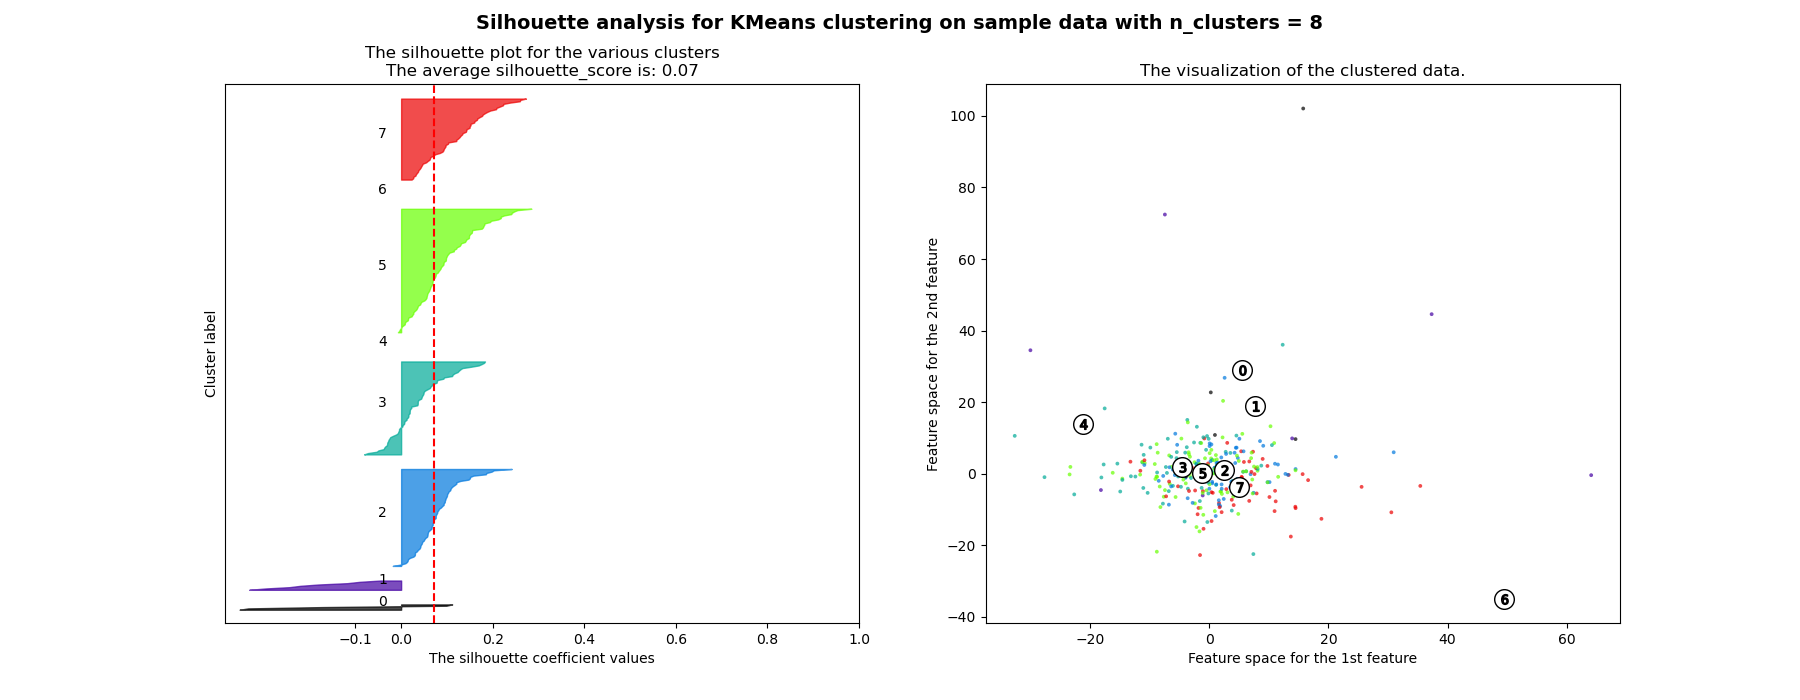 Silhouette analysis for KMeans clustering on sample data with n_clusters = 8
The silhouette plot for the various clusters
The average silhouette_score is: 0.07
7
6
5
4
3
2
1
0
Cluster label
−0.1 0.0 0.2 0.4 0.6 0.8 1.0
The silhouette coefficient values
The visualization of the clustered data.
100
80
60
40
20
0
−20
−40
Feature space for the 2nd feature
0
1
4
3
5
2
7
6
−20 0 20 40 60
Feature space for the 1st feature